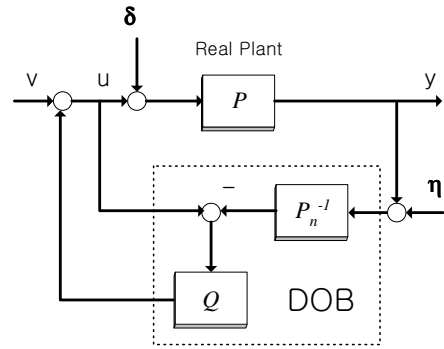 δ
Real Plant
v
u
y
P
η
−
P_n^{-1}
Q
DOB